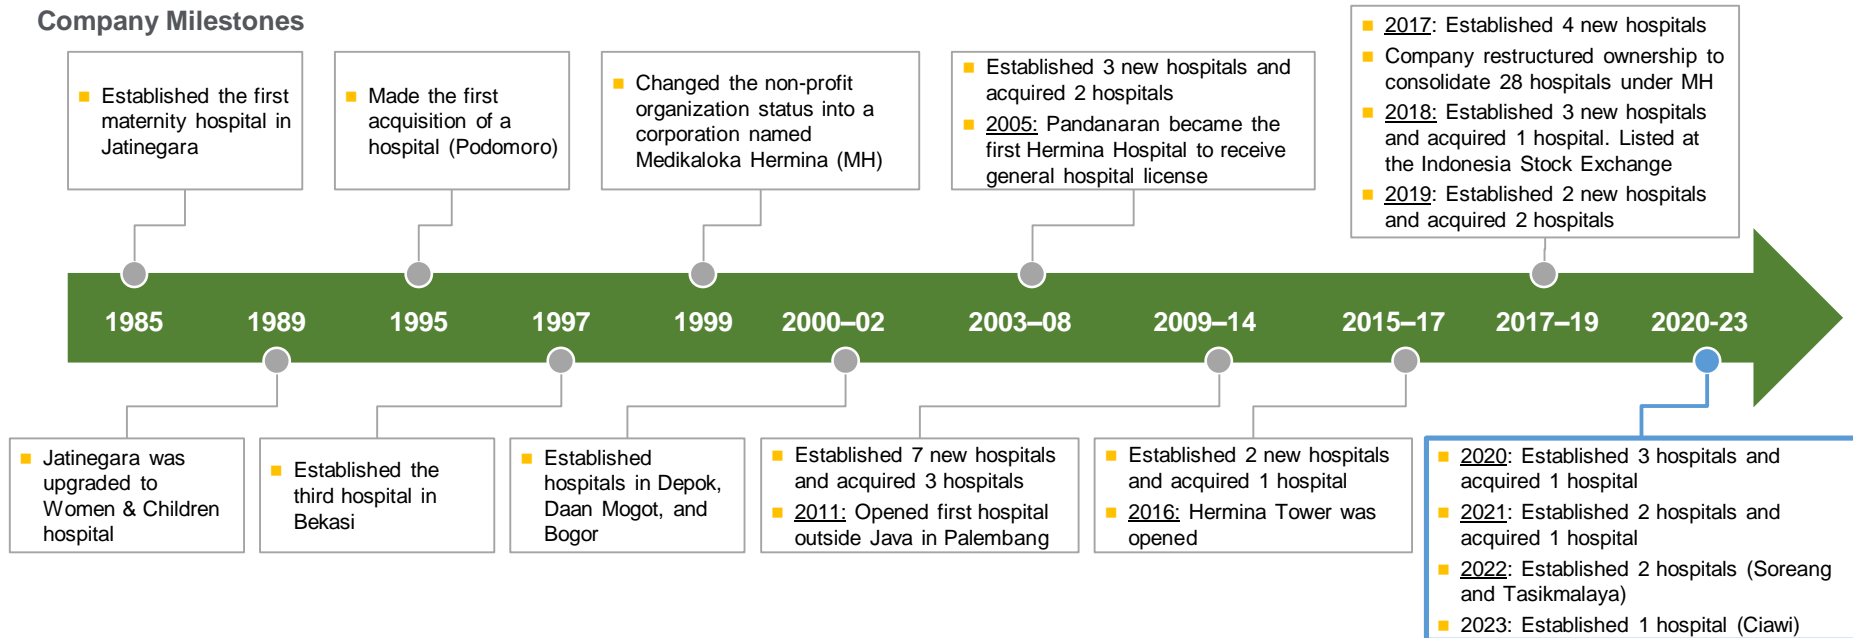 Company Milestones
■ Established the first
maternity hospital in
Jatinegara
■ Made the first
acquisition of a
hospital (Podomoro)
■ Changed the non-profit
organization status into a
corporation named
Medikaloka Hermina (MH)
■ Established 3 new hospitals and
acquired 2 hospitals
■ 2005: Pandanaran became the
first Hermina Hospital to receive
general hospital license
■ 2017: Established 4 new hospitals
■ Company restructured ownership to
consolidate 28 hospitals under MH
■ 2018: Established 3 new hospitals
and acquired 1 hospital. Listed at
the Indonesia Stock Exchange
■ 2019: Established 2 new hospitals
and acquired 2 hospitals
1985 1989 1995 1997 1999 2000–02 2003–08 2009–14 2015–17 2017–19 2020-23
■ Jatinegara was
upgraded to
Women & Children
hospital
■ Established the
third hospital in
Bekasi
■ Established
hospitals in Depok,
Daan Mogot, and
Bogor
■ Established 7 new hospitals
and acquired 3 hospitals
■ 2011: Opened first hospital
outside Java in Palembang
■ Established 2 new hospitals
and acquired 1 hospital
■ 2016: Hermina Tower was
opened
■ 2020: Established 3 hospitals and
acquired 1 hospital
■ 2021: Established 2 hospitals and
acquired 1 hospital
■ 2022: Established 2 hospitals (Soreang
and Tasikmalaya)
■ 2023: Established 1 hospital (Ciawi)